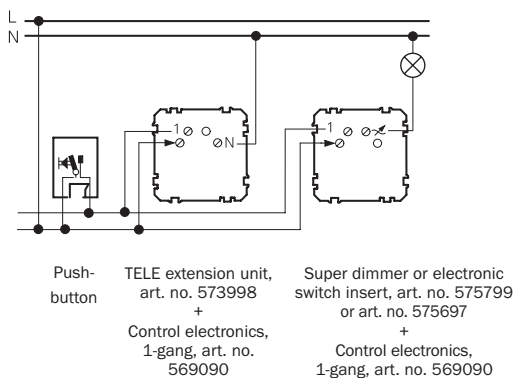 L
N
1
N
1
Push-
button
TELE extension unit,
art. no. 573998
+
Control electronics,
1-gang, art. no.
569090
Super dimmer or electronic
switch insert, art. no. 575799
or art. no. 575697
+
Control electronics,
1-gang, art. no. 569090